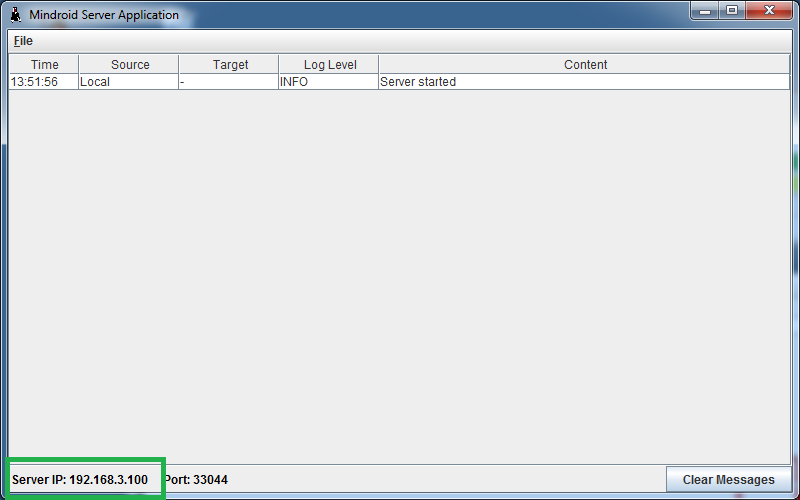 Mindroid Server Application
File
Time Source Target Log Level Content
13:51:56 Local - INFO Server started
Server IP: 192.168.3.100 Port: 33044 Clear Messages